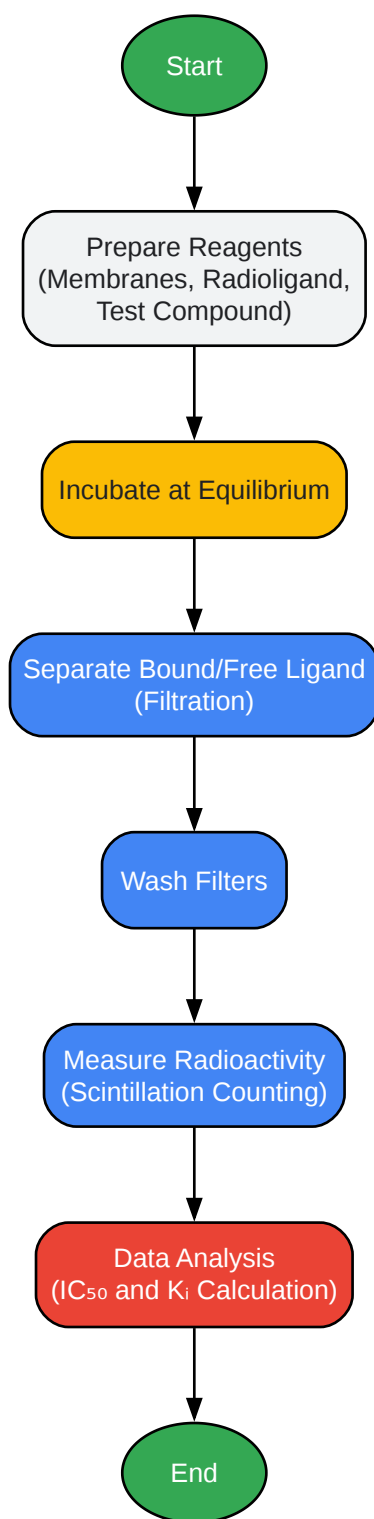 Start
Prepare Reagents
(Membranes, Radioligand,
Test Compound)
Incubate at Equilibrium
Separate Bound/Free Ligand
(Filtration)
Wash Filters
Measure Radioactivity
(Scintillation Counting)
Data Analysis
(IC₅₀ and Kᵢ Calculation)
End